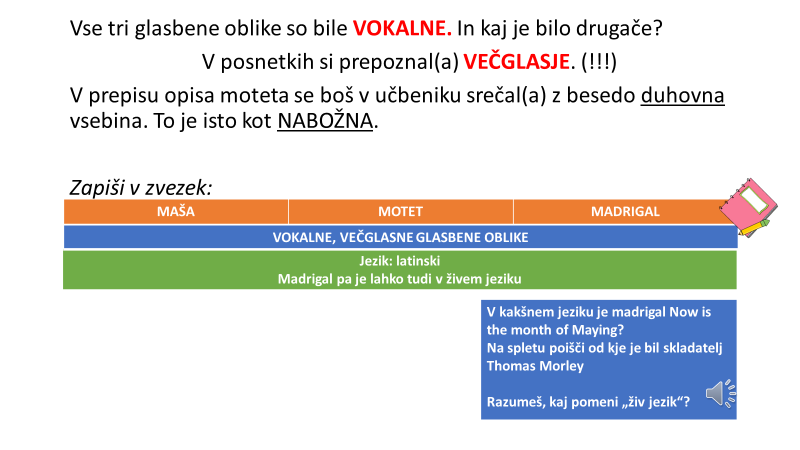 Vse tri glasbene oblike so bile VOKALNE. In kaj je bilo drugače?
V posnetkih si prepoznal(a) VEČGLASJE. (!!!)
V prepisu opisa moteta se boš v učbeniku srečal(a) z besedo duhovna
vsebina. To je isto kot NABOŽNA.
Zapiši v zvezek:
MAŠA MOTET MADRIGAL
VOKALNE, VEČGLASNE GLASBENE OBLIKE
Jezik: latinski
Madrigal pa je lahko tudi v živem jeziku
V kakšnem jeziku je madrigal Now is
the month of Maying?
Na spletu poišči od kje je bil skladatelj
Thomas Morley
Razumeš, kaj pomeni „živ jezik“?